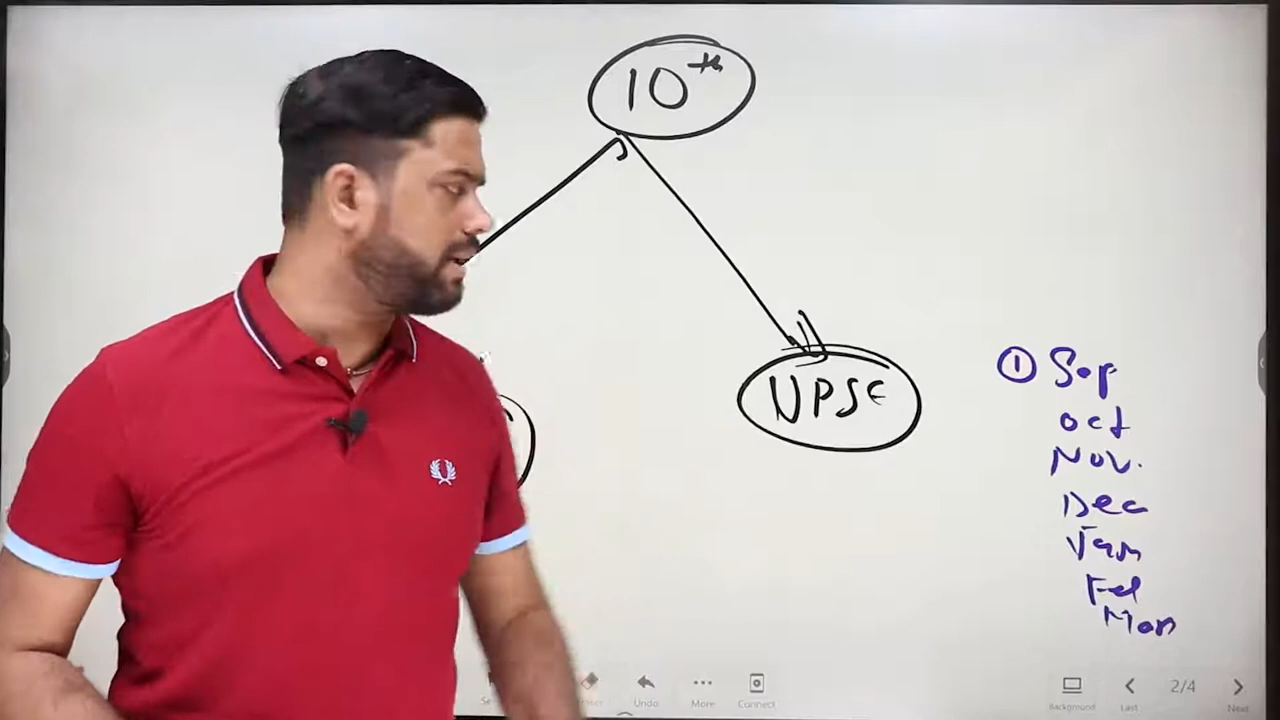 10th
UPSC
① Sep
Oct
Nov.
Dec
Jan
Feb
Mar
Undo
More
Connect
Background
Last
2/4
Next